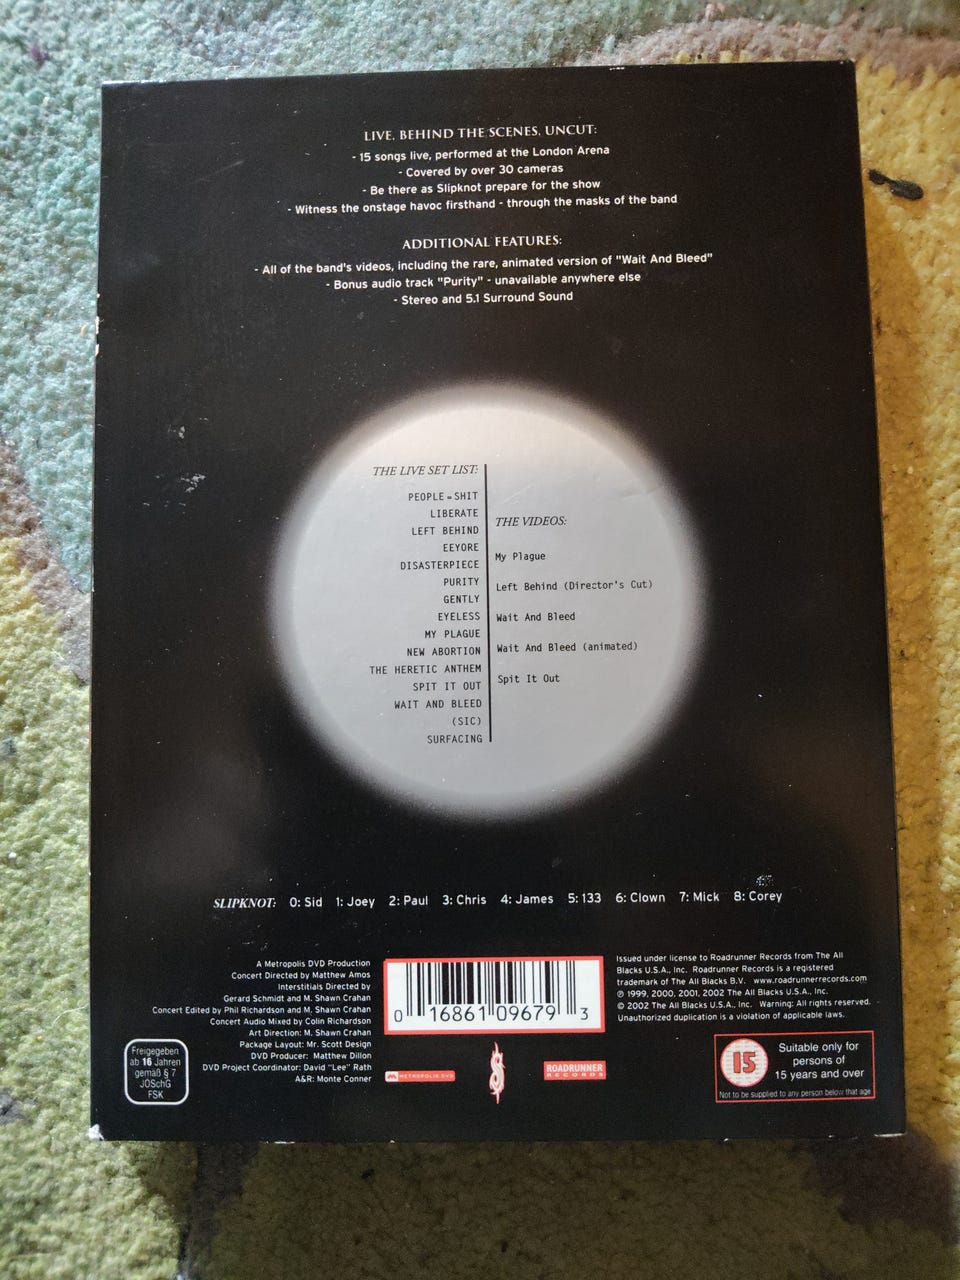 LIVE, BEHIND THE SCENES, UNCUT:
- 15 songs live, performed at the London Arena
- Covered by over 30 cameras
- Be there as Slipknot prepare for the show
- Witness the onstage havoc firsthand - through the masks of the band
ADDITIONAL FEATURES:
- All of the band's videos, including the rare, animated version of "Wait And Bleed"
- Bonus audio track "Purity" - unavailable anywhere else
- Stereo and 5.1 Surround Sound
THE LIVE SET LIST:
PEOPLE=SHIT
LIBERATE
LEFT BEHIND
EEYORE
DISASTERPIECE
PURITY
GENTLY
EYELESS
MY PLAGUE
NEW ABORTION
THE HERETIC ANTHEM
SPIT IT OUT
WAIT AND BLEED
(SIC)
SURFACING
THE VIDEOS:
My Plague
Left Behind (Director's Cut)
Wait And Bleed
Wait And Bleed (animated)
Spit It Out
SLIPKNOT: 0: Sid 1: Joey 2: Paul 3: Chris 4: James 5: 133 6: Clown 7: Mick 8: Corey
A Metropolis DVD Production
Concert Directed by Matthew Amos
Interstitials Directed by
Gerard Schmidt and M. Shawn Crahan
Concert Edited by Phil Richardson and M. Shawn Crahan
Concert Audio Mixed by Colin Richardson
Art Direction: M. Shawn Crahan
Package Layout: Mr. Scott Design
DVD Producer: Matthew Dillon
DVD Project Coordinator: David "Lee" Rath
A&R: Monte Conner
Freigegeben
ab 16 Jahren
gemäß § 7
JÖSchG
FSK
0 16861 09679 3
METROPOLIS DVD
ROADRUNNER
RECORDS
Issued under license to Roadrunner Records from The All
Blacks U.S.A., Inc. Roadrunner Records is a registered
trademark of The All Blacks B.V. www.roadrunnerrecords.com
℗ 1999, 2000, 2001, 2002 The All Blacks U.S.A., Inc.
© 2002 The All Blacks U.S.A., Inc. Warning: All rights reserved.
Unauthorized duplication is a violation of applicable laws.
15
Suitable only for
persons of
15 years and over
Not to be supplied to any person below that age